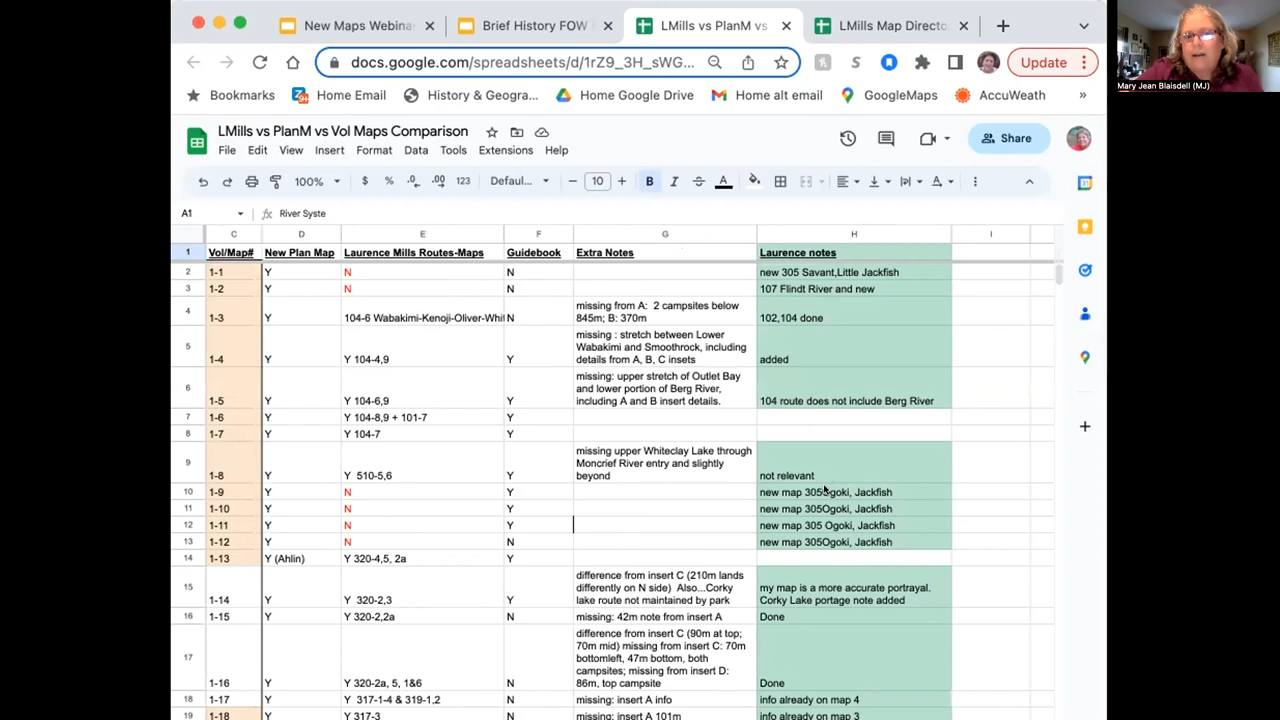 New Maps Webina
Brief History FOW
LMills vs PlanM vs
LMills Map Directo
docs.google.com/spreadsheets/d/1rZ9_3H_sWG...
Update
Bookmarks
Home Email
History & Geogra...
Home Google Drive
Home alt email
GoogleMaps
AccuWeath
»
Mary Jean Blaisdell (MJ)
LMills vs PlanM vs Vol Maps Comparison
File Edit View Insert Format Data Tools Extensions Help
Share
100% $ % .0 .00 123 Defaul... − 10 + B I S A
A1 fx River Syste
C D E F G H I
1 Vol/Map# New Plan Map Laurence Mills Routes-Maps Guidebook Extra Notes Laurence notes
2 1-1 Y N N new 305 Savant,Little Jackfish
3 1-2 Y N N 107 Flindt River and new
missing from A: 2 campsites below
4 1-3 Y 104-6 Wabakimi-Kenoji-Oliver-Whi N 845m; B: 370m 102,104 done
missing : stretch between Lower
5 Wabakimi and Smoothrock, including
1-4 Y Y 104-4,9 Y details from A, B, C insets added
missing: upper stretch of Outlet Bay
6 and lower portion of Berg River,
1-5 Y Y 104-6,9 Y including A and B insert details. 104 route does not include Berg River
7 1-6 Y Y 104-8,9 + 101-7 Y
8 1-7 Y Y 104-7 Y
missing upper Whiteclay Lake through
9 Moncrief River entry and slightly
1-8 Y Y 510-5,6 Y beyond not relevant
10 1-9 Y N Y new map 305Ogoki, Jackfish
11 1-10 Y N Y new map 305Ogoki, Jackfish
12 1-11 Y N Y new map 305 Ogoki, Jackfish
13 1-12 Y N N new map 305Ogoki, Jackfish
14 1-13 Y (Ahlin) Y 320-4,5, 2a Y
difference from insert C (210m lands
15 differently on N side) Also...Corky my map is a more accurate portrayal.
1-14 Y Y 320-2,3 Y lake route not maintained by park Corky Lake portage note added
16 1-15 Y Y 320-2,2a N missing: 42m note from insert A Done
difference from insert C (90m at top;
70m mid) missing from insert C: 70m
17 bottomleft, 47m bottom, both
campsites; missing from insert D:
1-16 Y Y 320-2a, 5, 1&6 N 86m, top campsite Done
18 1-17 Y Y 317-1-4 & 319-1,2 N missing: insert A info info already on map 4
19 1-18 Y Y 317-3 N missing: insert A 101m info already on map 3